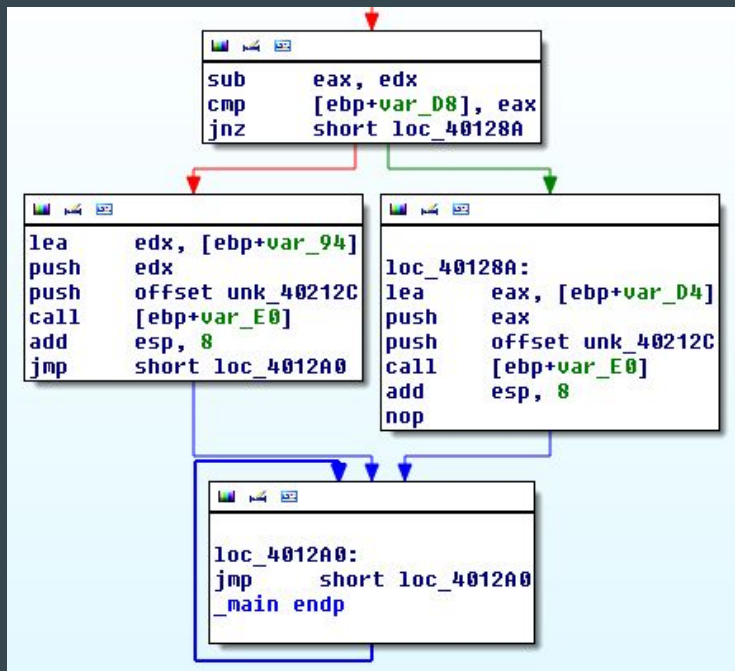 sub eax, edx
cmp [ebp+var_D8], eax
jnz short loc_40128A
lea edx, [ebp+var_94]
push edx
push offset unk_40212C
call [ebp+var_E0]
add esp, 8
jmp short loc_4012A0
loc_40128A:
lea eax, [ebp+var_D4]
push eax
push offset unk_40212C
call [ebp+var_E0]
add esp, 8
nop
loc_4012A0:
jmp short loc_4012A0
_main endp